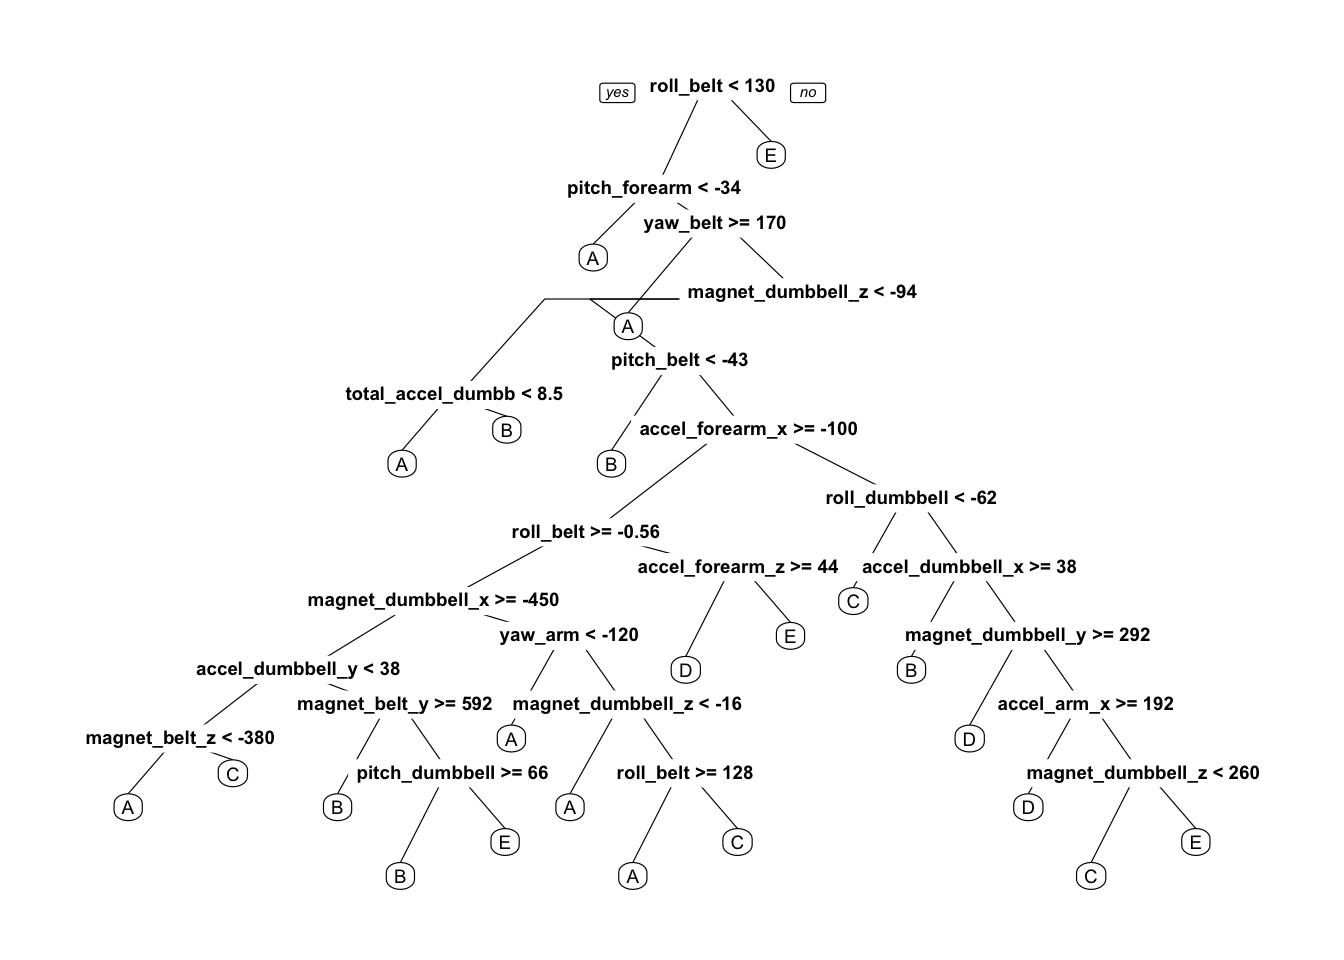 yes roll_belt < 130 no
E
pitch_forearm < -34
yaw_belt >= 170
A
magnet_dumbbell_z < -94
A
pitch_belt < -43
total_accel_dumbb < 8.5
B
accel_forearm_x >= -100
A
B
roll_dumbbell < -62
roll_belt >= -0.56
accel_forearm_z >= 44
accel_dumbbell_x >= 38
magnet_dumbbell_x >= -450
C
yaw_arm < -120
E
magnet_dumbbell_y >= 292
accel_dumbbell_y < 38
D
B
magnet_belt_y >= 592
magnet_dumbbell_z < -16
accel_arm_x >= 192
magnet_belt_z < -380
A
D
C
pitch_dumbbell >= 66
roll_belt >= 128
magnet_dumbbell_z < 260
A
B
A
D
E
C
E
B
A
C